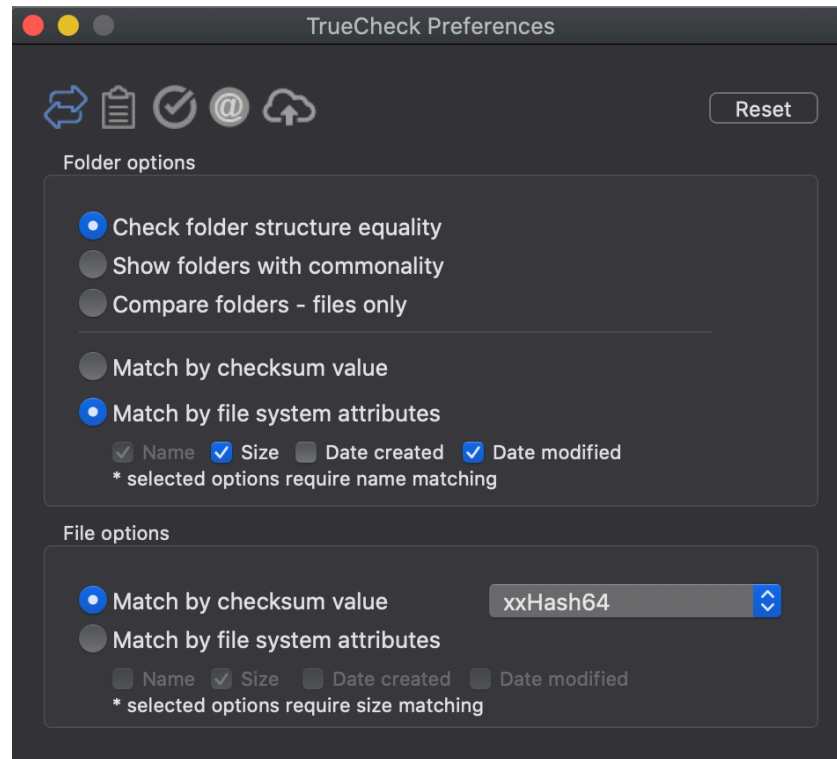 TrueCheck Preferences
@
Reset
Folder options
Check folder structure equality
Show folders with commonality
Compare folders - files only
Match by checksum value
Match by file system attributes
Name Size Date created Date modified
* selected options require name matching
File options
Match by checksum value xxHash64
Match by file system attributes
Name Size Date created Date modified
* selected options require size matching